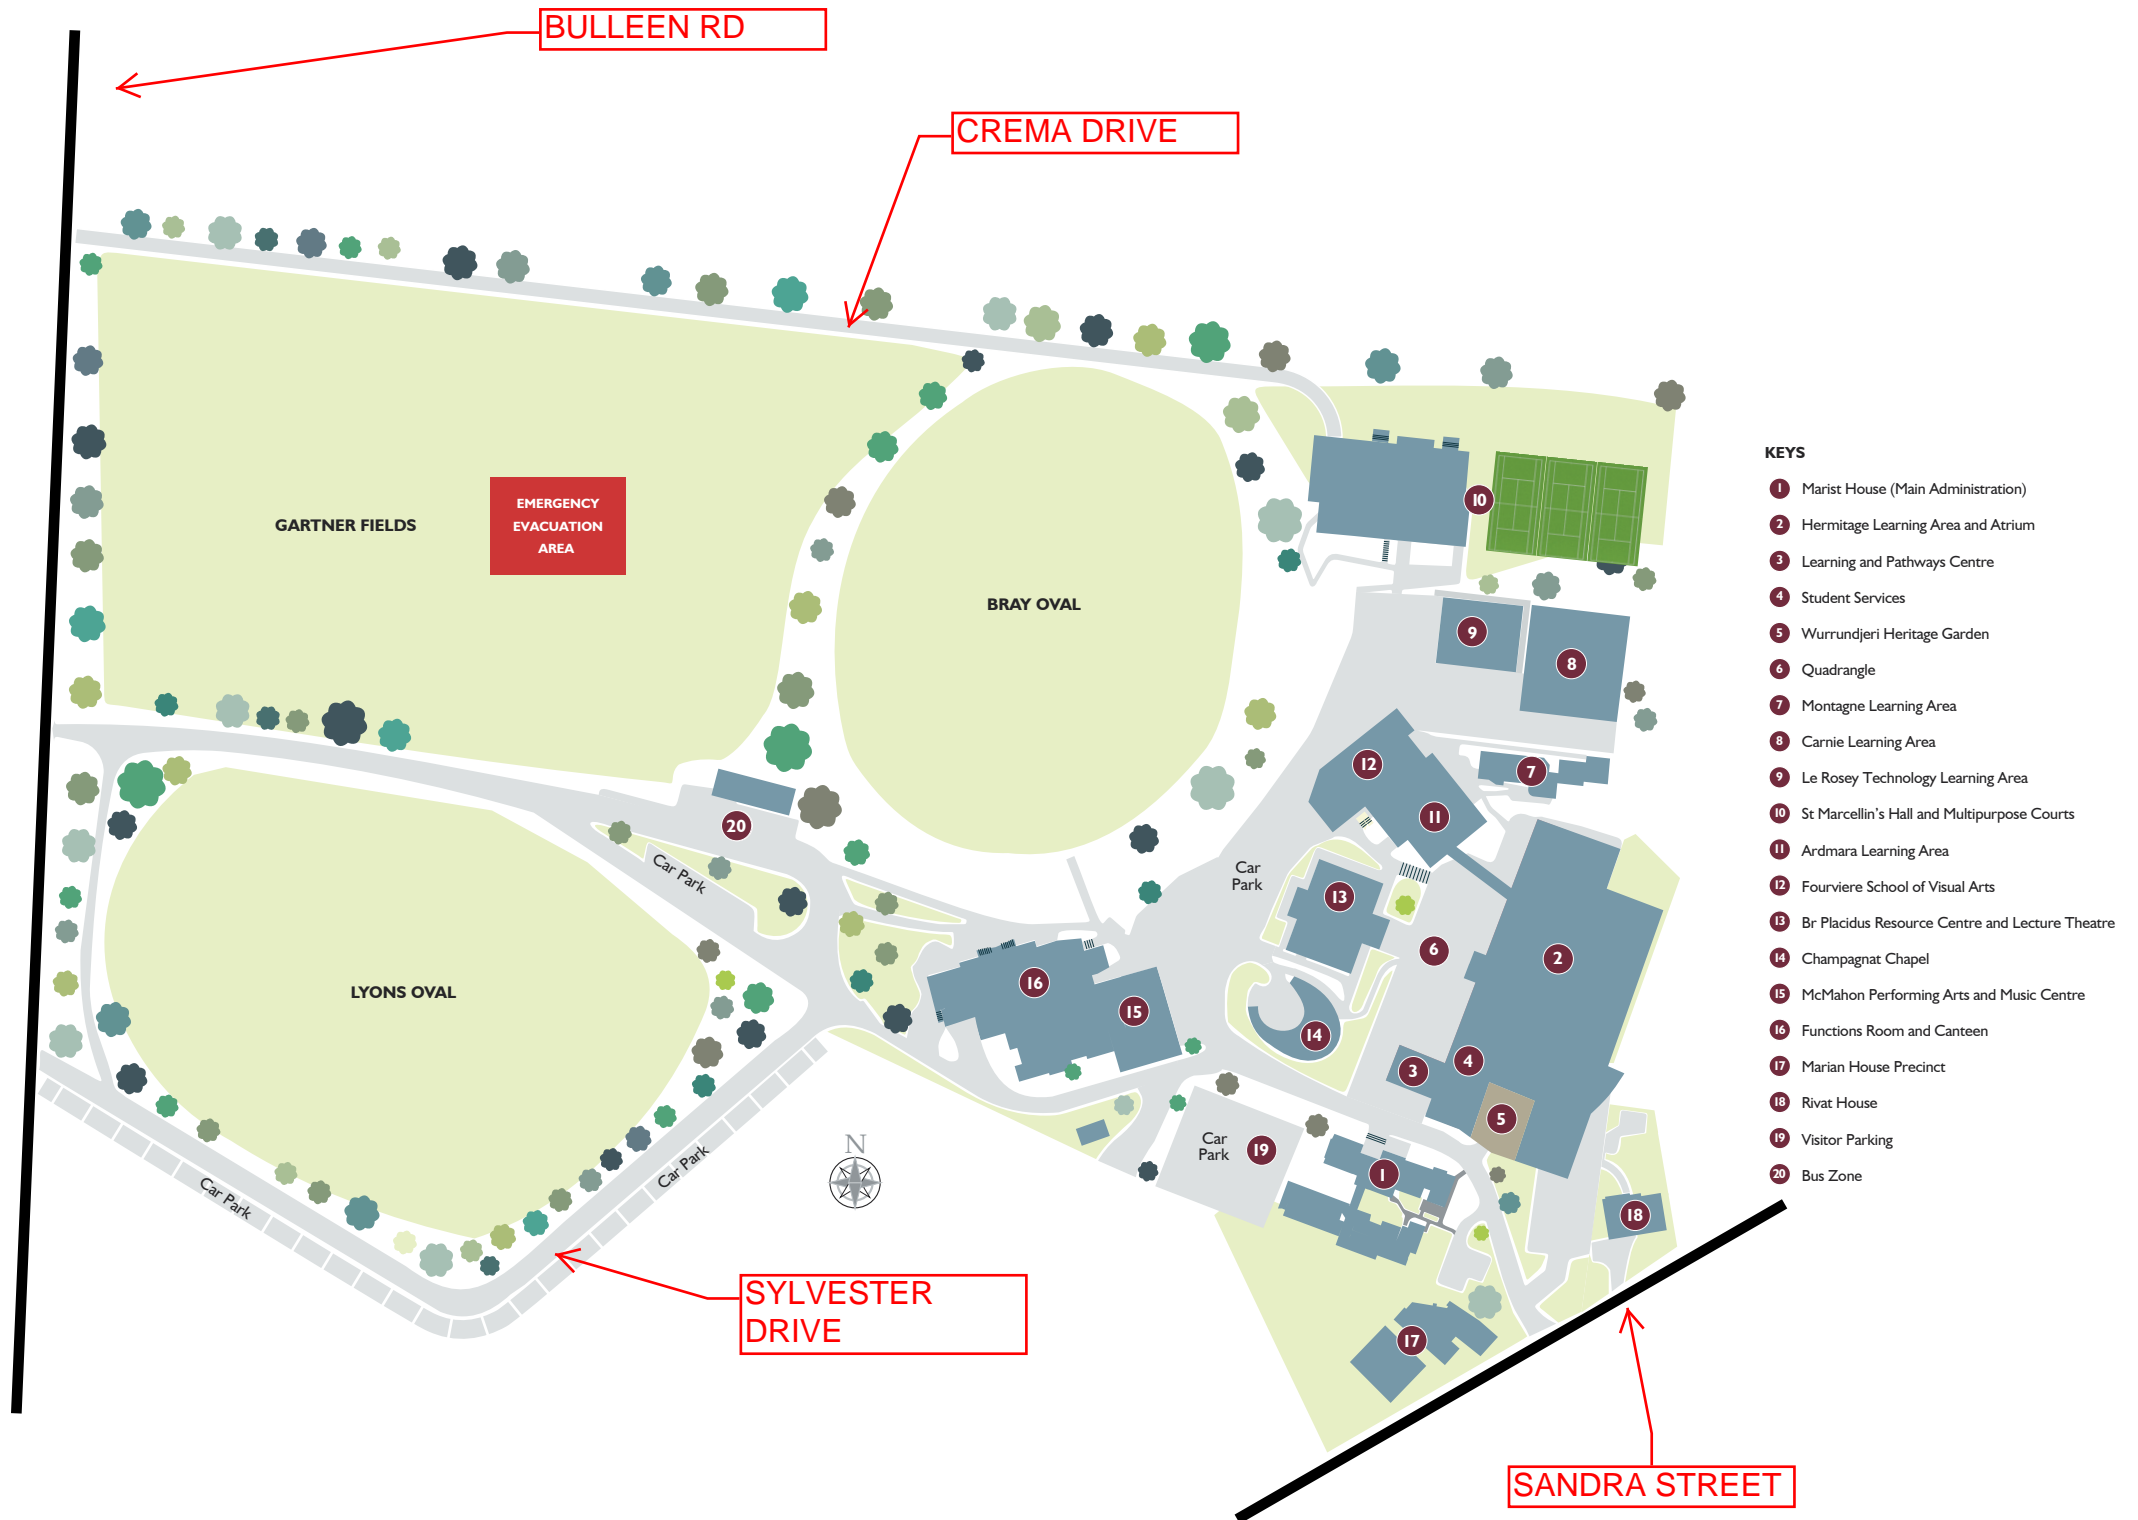 BULLEEN RD
CREMA DRIVE
EMERGENCY
EVACUATION
AREA
GARTNER FIELDS
BRAY OVAL
LYONS OVAL
Car Park
Car
Park
Car
Park
Car Park
Car Park
N
SYLVESTER
DRIVE
SANDRA STREET
10
9
8
12
7
11
20
13
6
2
16
15
14
4
3
5
19
1
18
17
KEYS
1 Marist House (Main Administration)
2 Hermitage Learning Area and Atrium
3 Learning and Pathways Centre
4 Student Services
5 Wurrundjeri Heritage Garden
6 Quadrangle
7 Montagne Learning Area
8 Carnie Learning Area
9 Le Rosey Technology Learning Area
10 St Marcellin's Hall and Multipurpose Courts
11 Ardmara Learning Area
12 Fourviere School of Visual Arts
13 Br Placidus Resource Centre and Lecture Theatre
14 Champagnat Chapel
15 McMahon Performing Arts and Music Centre
16 Functions Room and Canteen
17 Marian House Precinct
18 Rivat House
19 Visitor Parking
20 Bus Zone